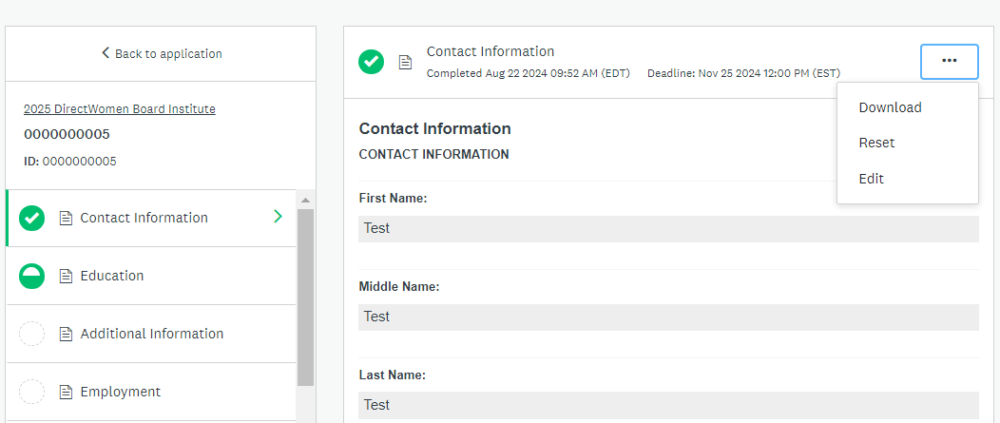 Back to application
2025 DirectWomen Board Institute
0000000005
ID: 0000000005
Contact Information
Education
Additional Information
Employment
Contact Information
Completed Aug 22 2024 09:52 AM (EDT) Deadline: Nov 25 2024 12:00 PM (EST)
•••
Download
Reset
Edit
Contact Information
CONTACT INFORMATION
First Name:
Test
Middle Name:
Test
Last Name:
Test